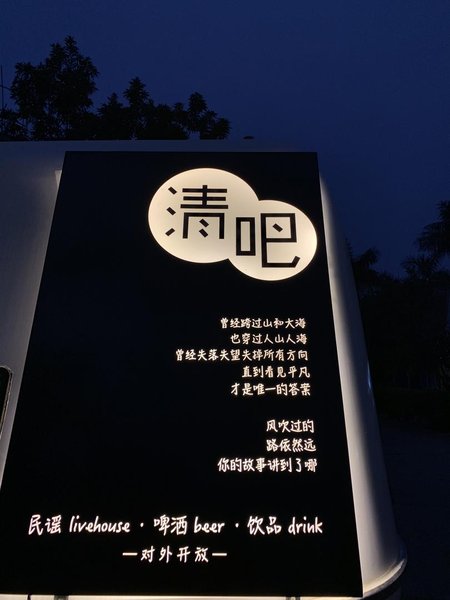 清吧
曾经跨过山和大海
也穿过人山人海
曾经失落失望失掉所有方向
直到看见平凡
才是唯一的答案
风吹过的
路依然远
你的故事讲到了哪
民谣 livehouse · 啤酒 beer · 饮品 drink
—对外开放—